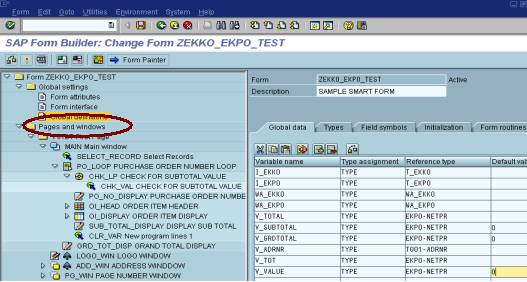 Form Edit Goto Utilities Environment System Help
SAP Form Builder: Change Form ZEKKO_EKPO_TEST
Form Painter
Form ZEKKO_EKPO_TEST
Global settings
Form attributes
Form interface
Global definitions
Pages and windows
MAIN Main window
SELECT_RECORD Select Records
PO_LOOP PURCHASE ORDER NUMBER LOOP
CHK_LP CHECK FOR SUBTOTAL VALUE
CHK_VAL CHECK FOR SUBTOTAL VALUE
PO_NO_DISPLAY PURCHASE ORDER NUMBE
OI_HEAD ORDER ITEM HEADER
OI_DISPLAY ORDER ITEM DISPLAY
SUB_TOTAL_DISPLAY DISPLAY SUB TOTAL
CLR_VAR New program lines 1
GRD_TOT_DISP GRAND TOTAL DISPLAY
LOGO_WIN LOGO WINDOW
ADD_WIN ADDRESS WINDOW
PG_WIN PAGE NUMBER WINDOW
Form ZEKKO_EKPO_TEST Active
Description SAMPLE SMART FORM
Global data Types Field symbols Initialization Form routines
Variable name Type assignment Reference type Default val
I_EKKO TYPE T_EKKO
I_EKPO TYPE T_EKPO
WA_EKKO TYPE WA_EKKO
WA_EKPO TYPE WA_EKPO
V_TOTAL TYPE EKPO-NETPR
V_SUBTOTAL TYPE EKPO-NETPR 0
V_GRDTOTAL TYPE EKPO-NETPR 0
V_ADRNR TYPE T001-ADRNR
V_TOT TYPE EKPO-NETPR
V_VALUE TYPE EKPO-NETPR 0